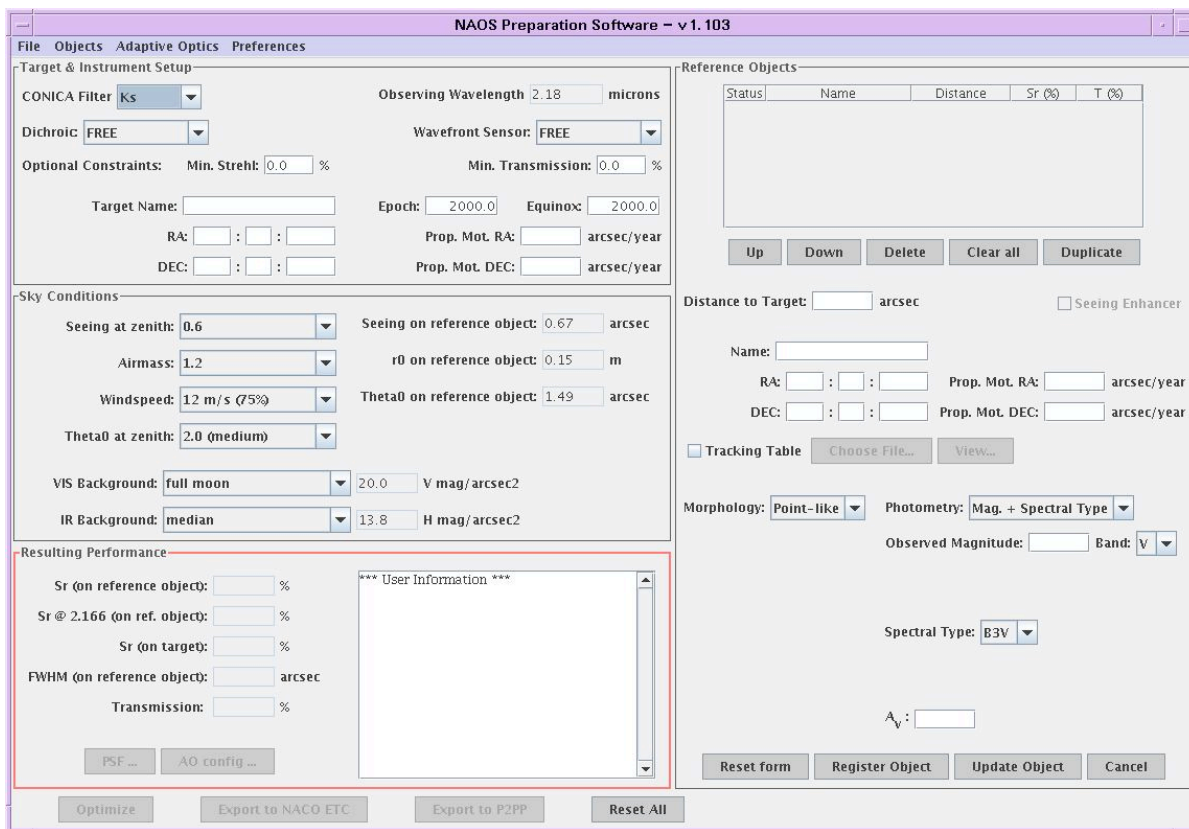 NAOS Preparation Software – v 1.103
File Objects Adaptive Optics Preferences
Target & Instrument Setup
CONICA Filter Ks Observing Wavelength 2.18 microns
Dichroic: FREE Wavefront Sensor: FREE
Optional Constraints: Min. Strehl: 0.0 % Min. Transmission: 0.0 %
Target Name: Epoch: 2000.0 Equinox: 2000.0
RA: : : Prop. Mot. RA: arcsec/year
DEC: : : Prop. Mot. DEC: arcsec/year
Sky Conditions
Seeing at zenith: 0.6 Seeing on reference object: 0.67 arcsec
Airmass: 1.2 r0 on reference object: 0.15 m
Windspeed: 12 m/s (75%) Theta0 on reference object: 1.49 arcsec
Theta0 at zenith: 2.0 (medium)
VIS Background: full moon 20.0 V mag/arcsec2
IR Background: median 13.8 H mag/arcsec2
Resulting Performance
Sr (on reference object): %
Sr @ 2.166 (on ref. object): %
Sr (on target): %
FWHM (on reference object): arcsec
Transmission: %
*** User Information ***
PSF ... AO config ...
Optimize Export to NACO ETC Export to P2PP Reset All
Reference Objects
Status Name Distance Sr (%) T (%)
Up Down Delete Clear all Duplicate
Distance to Target: arcsec Seeing Enhancer
Name:
RA: : : Prop. Mot. RA: arcsec/year
DEC: : : Prop. Mot. DEC: arcsec/year
Tracking Table Choose File... View...
Morphology: Point-like Photometry: Mag. + Spectral Type
Observed Magnitude: Band: V
Spectral Type: B3V
Av :
Reset form Register Object Update Object Cancel